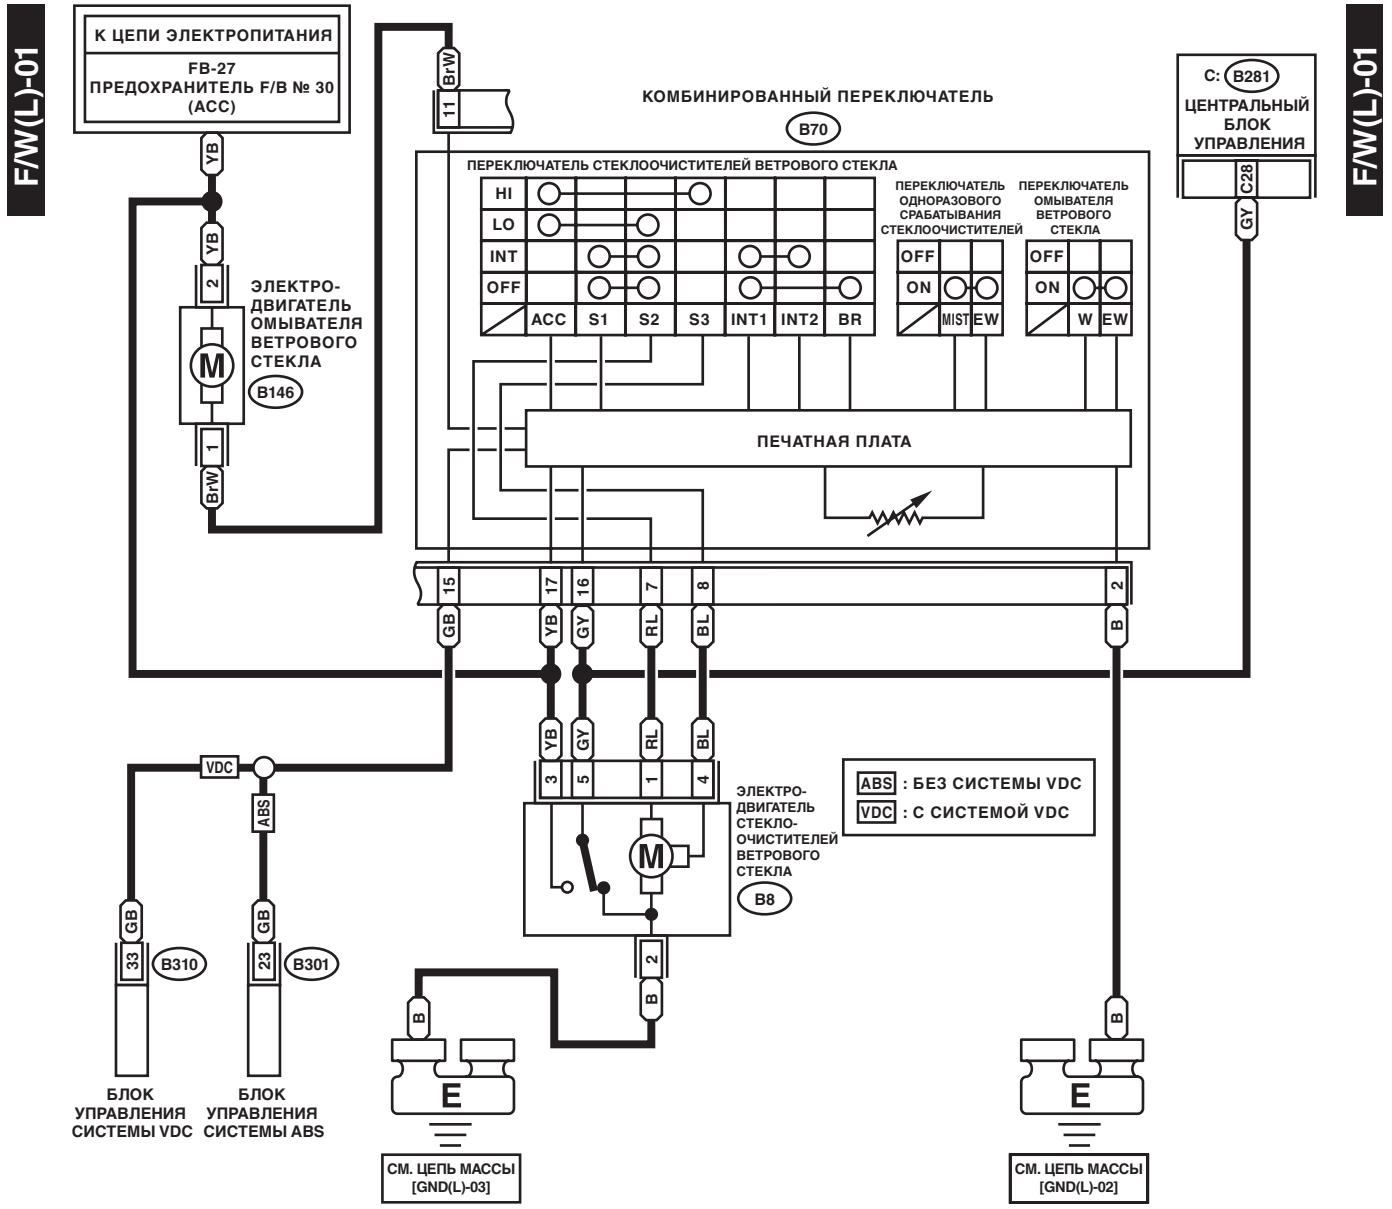 F/W(L)-01
К ЦЕПИ ЭЛЕКТРОПИТАНИЯ
FB-27
ПРЕДОХРАНИТЕЛЬ F/B № 30
(ACC)
YB
YB
2
ЭЛЕКТРО-
ДВИГАТЕЛЬ
ОМЫВАТЕЛЯ
ВЕТРОВОГО
СТЕКЛА
B146
M
1
BrW
BrW
11
КОМБИНИРОВАННЫЙ ПЕРЕКЛЮЧАТЕЛЬ
B70
C: B281
ЦЕНТРАЛЬНЫЙ
БЛОК
УПРАВЛЕНИЯ
C28
GY
F/W(L)-01
ПЕРЕКЛЮЧАТЕЛЬ СТЕКЛООЧИСТИТЕЛЕЙ ВЕТРОВОГО СТЕКЛА
HI
LO
INT
OFF
ACC S1 S2 S3 INT1 INT2 BR
ПЕРЕКЛЮЧАТЕЛЬ
ОДНОРАЗОВОГО
СРАБАТЫВАНИЯ
СТЕКЛООЧИСТИТЕЛЕЙ
OFF
ON
MIST EW
ПЕРЕКЛЮЧАТЕЛЬ
ОМЫВАТЕЛЯ
ВЕТРОВОГО
СТЕКЛА
OFF
ON
W EW
ПЕЧАТНАЯ ПЛАТА
15 17 16 7 8 2
GB YB GY RL BL B
YB GY RL BL
3 5 1 4
VDC
ABS
ЭЛЕКТРО-
ДВИГАТЕЛЬ
СТЕКЛО-
ОЧИСТИТЕЛЕЙ
ВЕТРОВОГО
СТЕКЛА
B8
M
ABS : БЕЗ СИСТЕМЫ VDC
VDC : С СИСТЕМОЙ VDC
GB GB
33 B310 23 B301
2
B
B
B
E
E
БЛОК
УПРАВЛЕНИЯ
СИСТЕМЫ VDC
БЛОК
УПРАВЛЕНИЯ
СИСТЕМЫ ABS
СМ. ЦЕПЬ МАССЫ
[GND(L)-03]
СМ. ЦЕПЬ МАССЫ
[GND(L)-02]